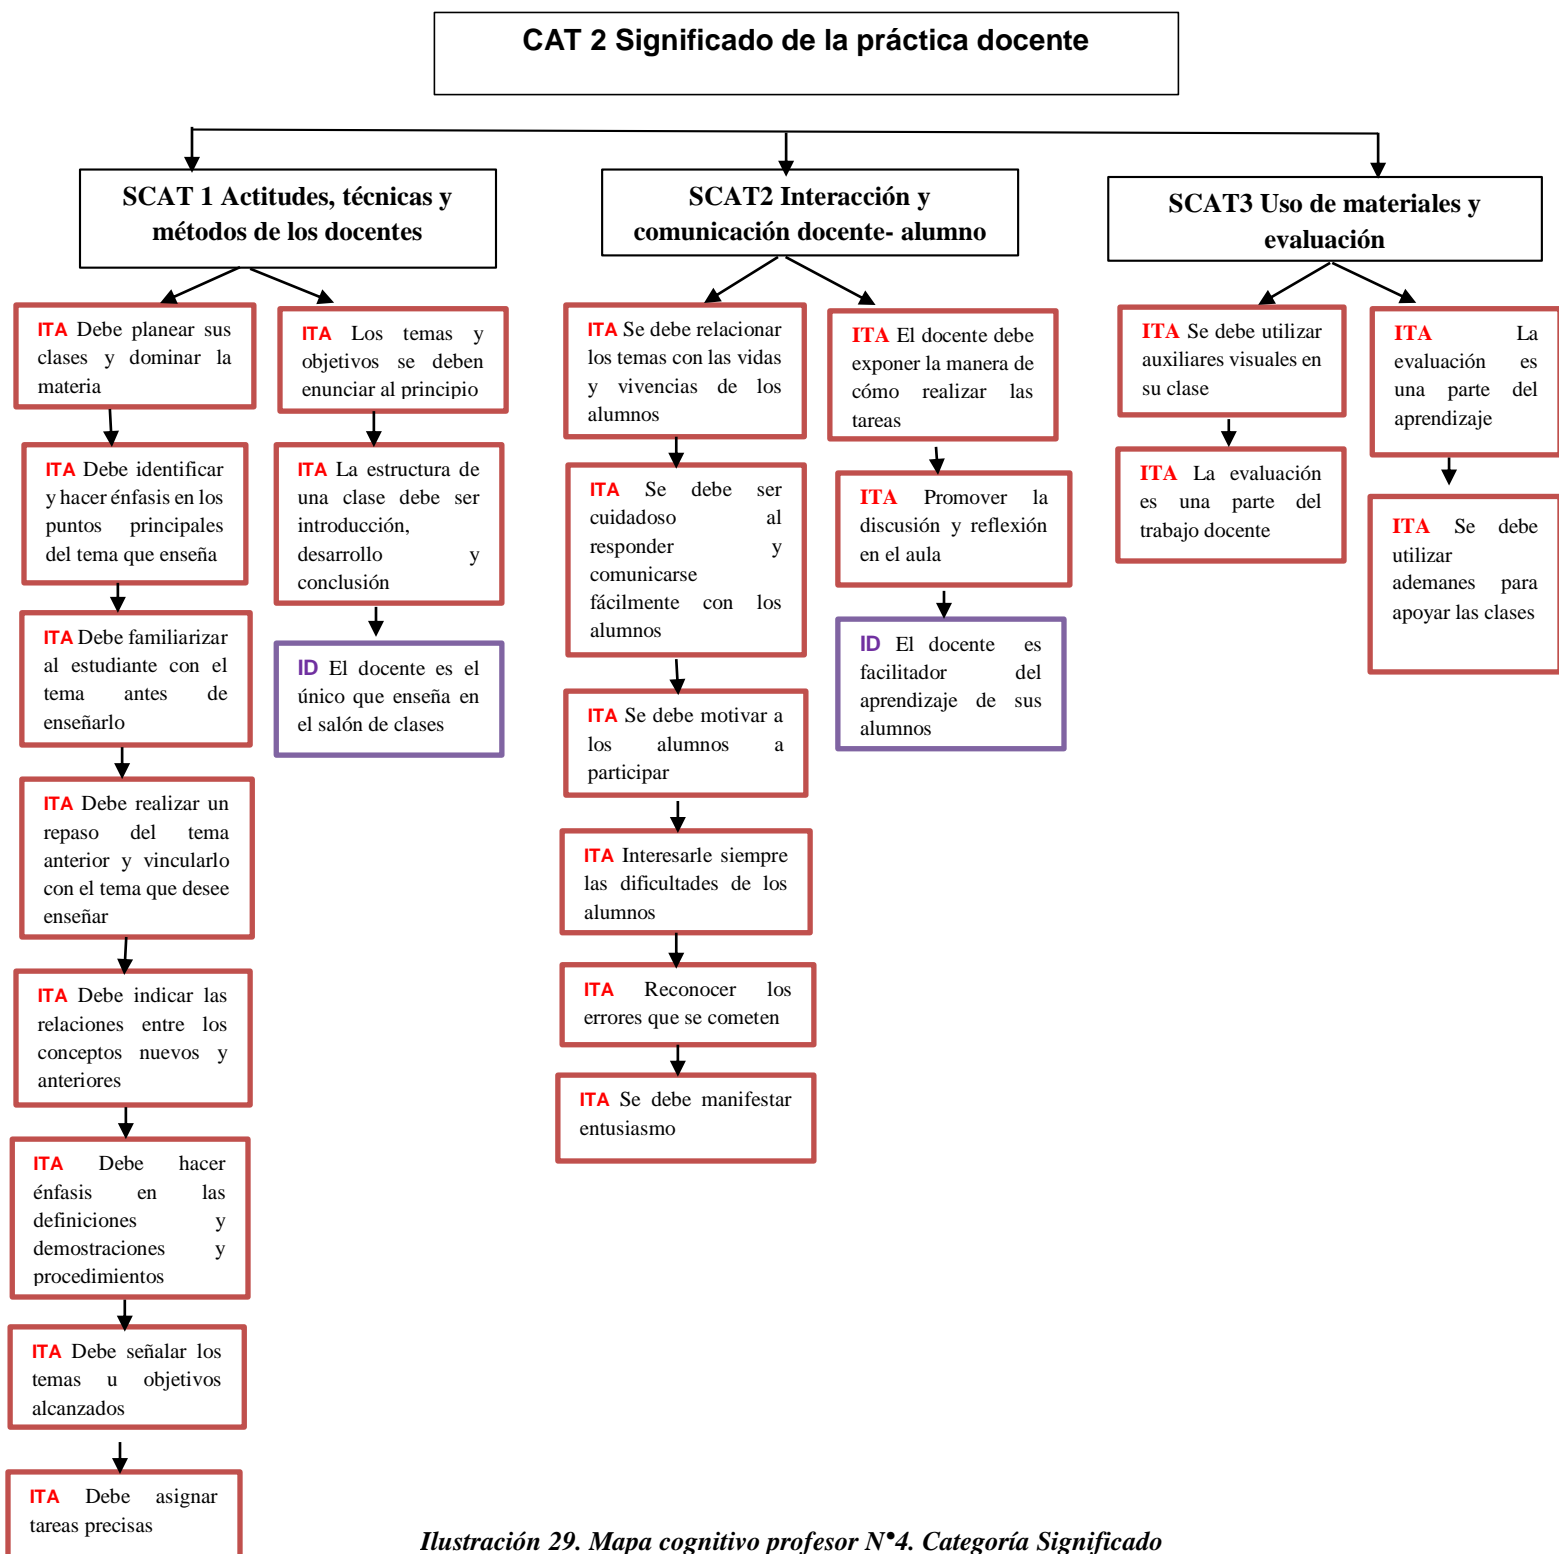 CAT 2 Significado de la práctica docente
SCAT 1 Actitudes, técnicas y
métodos de los docentes
ITA Debe planear sus
clases y dominar la
materia
ITA Debe identificar
y hacer énfasis en los
puntos principales
del tema que enseña
ITA Debe familiarizar
al estudiante con el
tema antes de
enseñarlo
ITA Debe realizar un
repaso del tema
anterior y vincularlo
con el tema que desee
enseñar
ITA Debe indicar las
relaciones entre los
conceptos nuevos y
anteriores
ITA Debe hacer
énfasis en las
definiciones y
demostraciones y
procedimientos
ITA Debe señalar los
temas u objetivos
alcanzados
ITA Debe asignar
tareas precisas
ITA Los temas y
objetivos se deben
enunciar al principio
ITA La estructura de
una clase debe ser
introducción,
desarrollo y
conclusión
ID El docente es el
único que enseña en
el salón de clases
SCAT2 Interacción y
comunicación docente- alumno
ITA Se debe relacionar
los temas con las vidas
y vivencias de los
alumnos
ITA Se debe ser
cuidadoso al
responder y
comunicarse
fácilmente con los
alumnos
ITA Se debe motivar a
los alumnos a
participar
ITA Interesarle siempre
las dificultades de los
alumnos
ITA Reconocer los
errores que se cometen
ITA Se debe manifestar
entusiasmo
ITA El docente debe
exponer la manera de
cómo realizar las
tareas
ITA Promover la
discusión y reflexión
en el aula
ID El docente es
facilitador del
aprendizaje de sus
alumnos
SCAT3 Uso de materiales y
evaluación
ITA Se debe utilizar
auxiliares visuales en
su clase
ITA La evaluación
es una parte del
trabajo docente
ITA La
evaluación es
una parte del
aprendizaje
ITA Se debe
utilizar
ademanes para
apoyar las clases
Ilustración 29. Mapa cognitivo profesor N°4. Categoría Significado